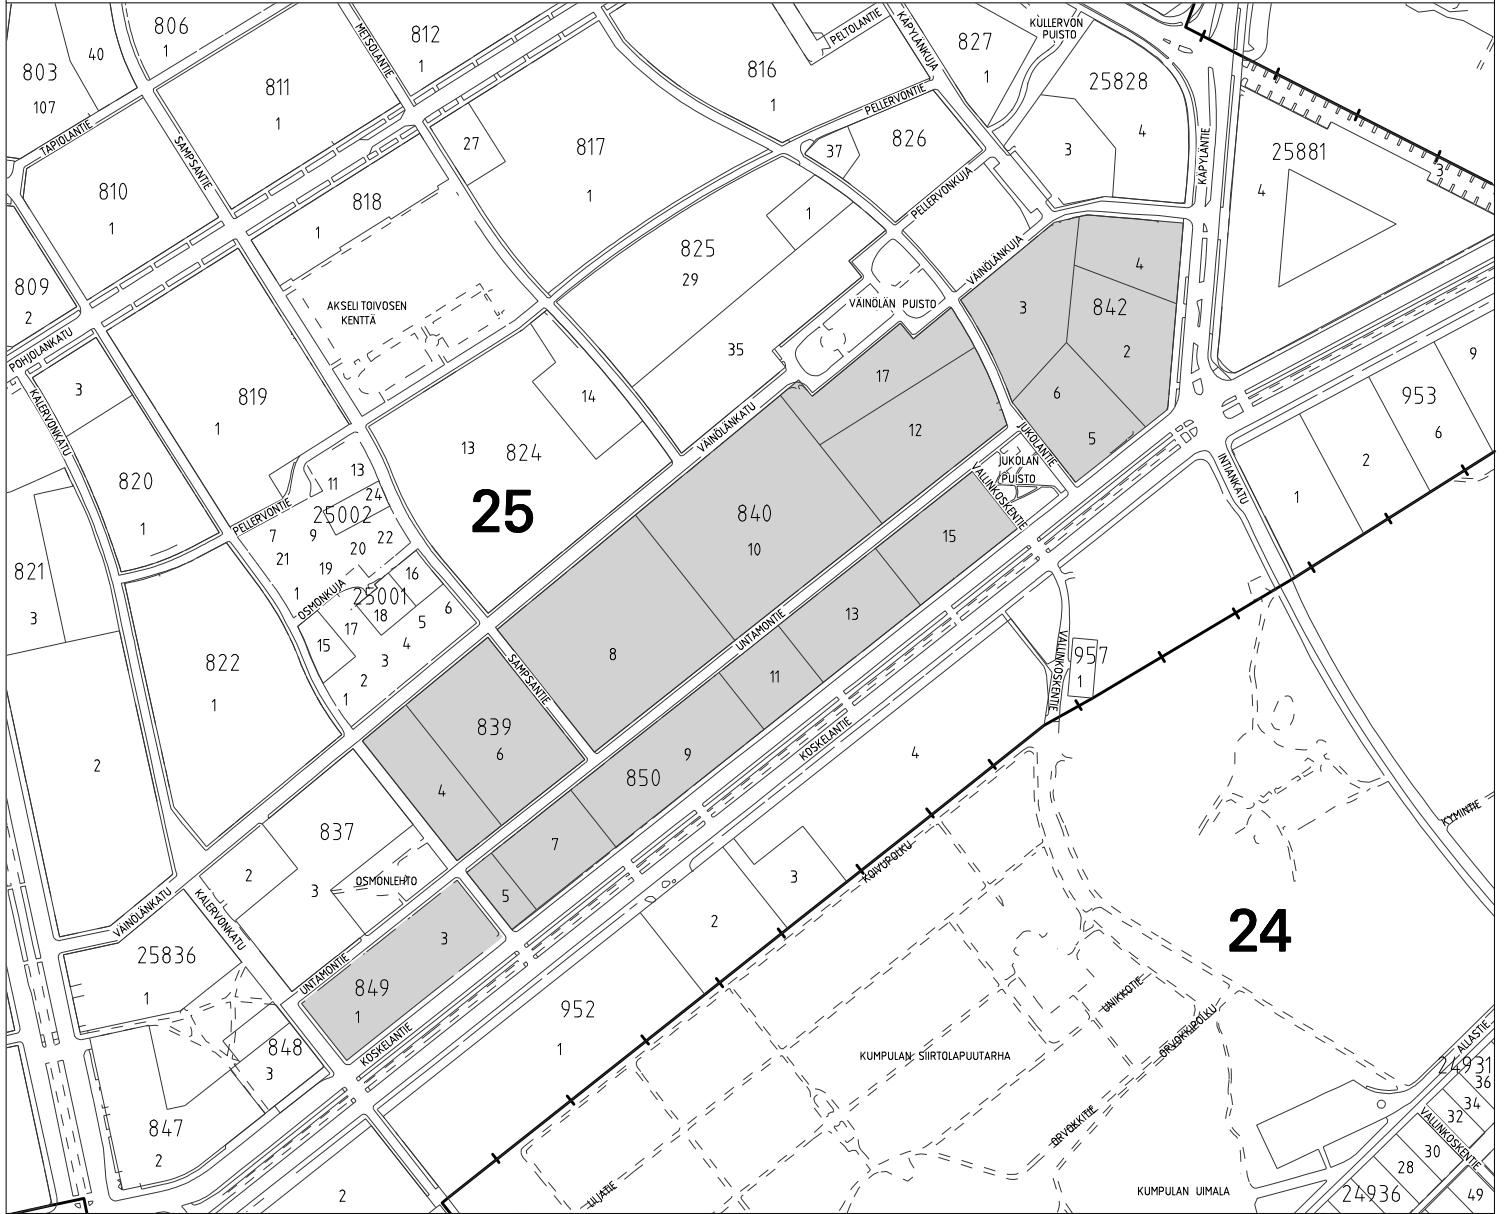 806
1
METSOLANTIE
812
1
PELTOLANTIE
KÄPYLÄNKUJA
827
1
KULLERVON
PUISTO
803
40
107
811
1
816
1
25828
4
3
PELLERVONTIE
TAPIOLANTIE
SAMPSANTIE
27
817
1
37
826
KÄPYLÄNTIE
25881
4
3
810
1
818
1
PELLERVONKUJA
1
825
29
VÄINÖLÄNKUJA
4
809
2
AKSELI TOIVOSEN
KENTTÄ
VÄINÖLÄN PUISTO
3
842
2
POHJOLANKATU
35
17
9
953
KALERVONKATU
3
819
1
14
6
VÄINÖLÄNKATU
12
5
JUKOLANTIE
6
13
824
JUKOLAN
PUISTO
2
1
INTIANKATU
13
11
24
820
1
25
VALLINKOSKENTIE
PELLERVONTIE
25002
840
10
15
7
9
22
21
20
19
821
3
16
1
OSMONKUJA
25001
18
17
6
5
4
15
3
13
UNTAMONTIE
822
1
8
SAMPSANTIE
2
1
11
VALLINKOSKENTIE
957
1
839
6
9
KOSKELANTIE
4
2
4
850
837
7
KYMINTIE
2
3
OSMONLEHTO
5
3
KOIVUPOLKU
VÄINÖLÄNKATU
KALERVONKATU
3
2
24
25836
1
UNTAMONTIE
849
1
952
1
UNIKKOTIE
ORVOKKIPOLKU
KOSKELANTIE
848
3
KUMPULAN SIIRTOLAPUUTARHA
ALLASTIE
24931
36
34
32
847
2
ORVOKKITIE
VALLINKOSKENTIE
30
28
2
LILJATIE
KUMPULAN UIMALA
24936
49